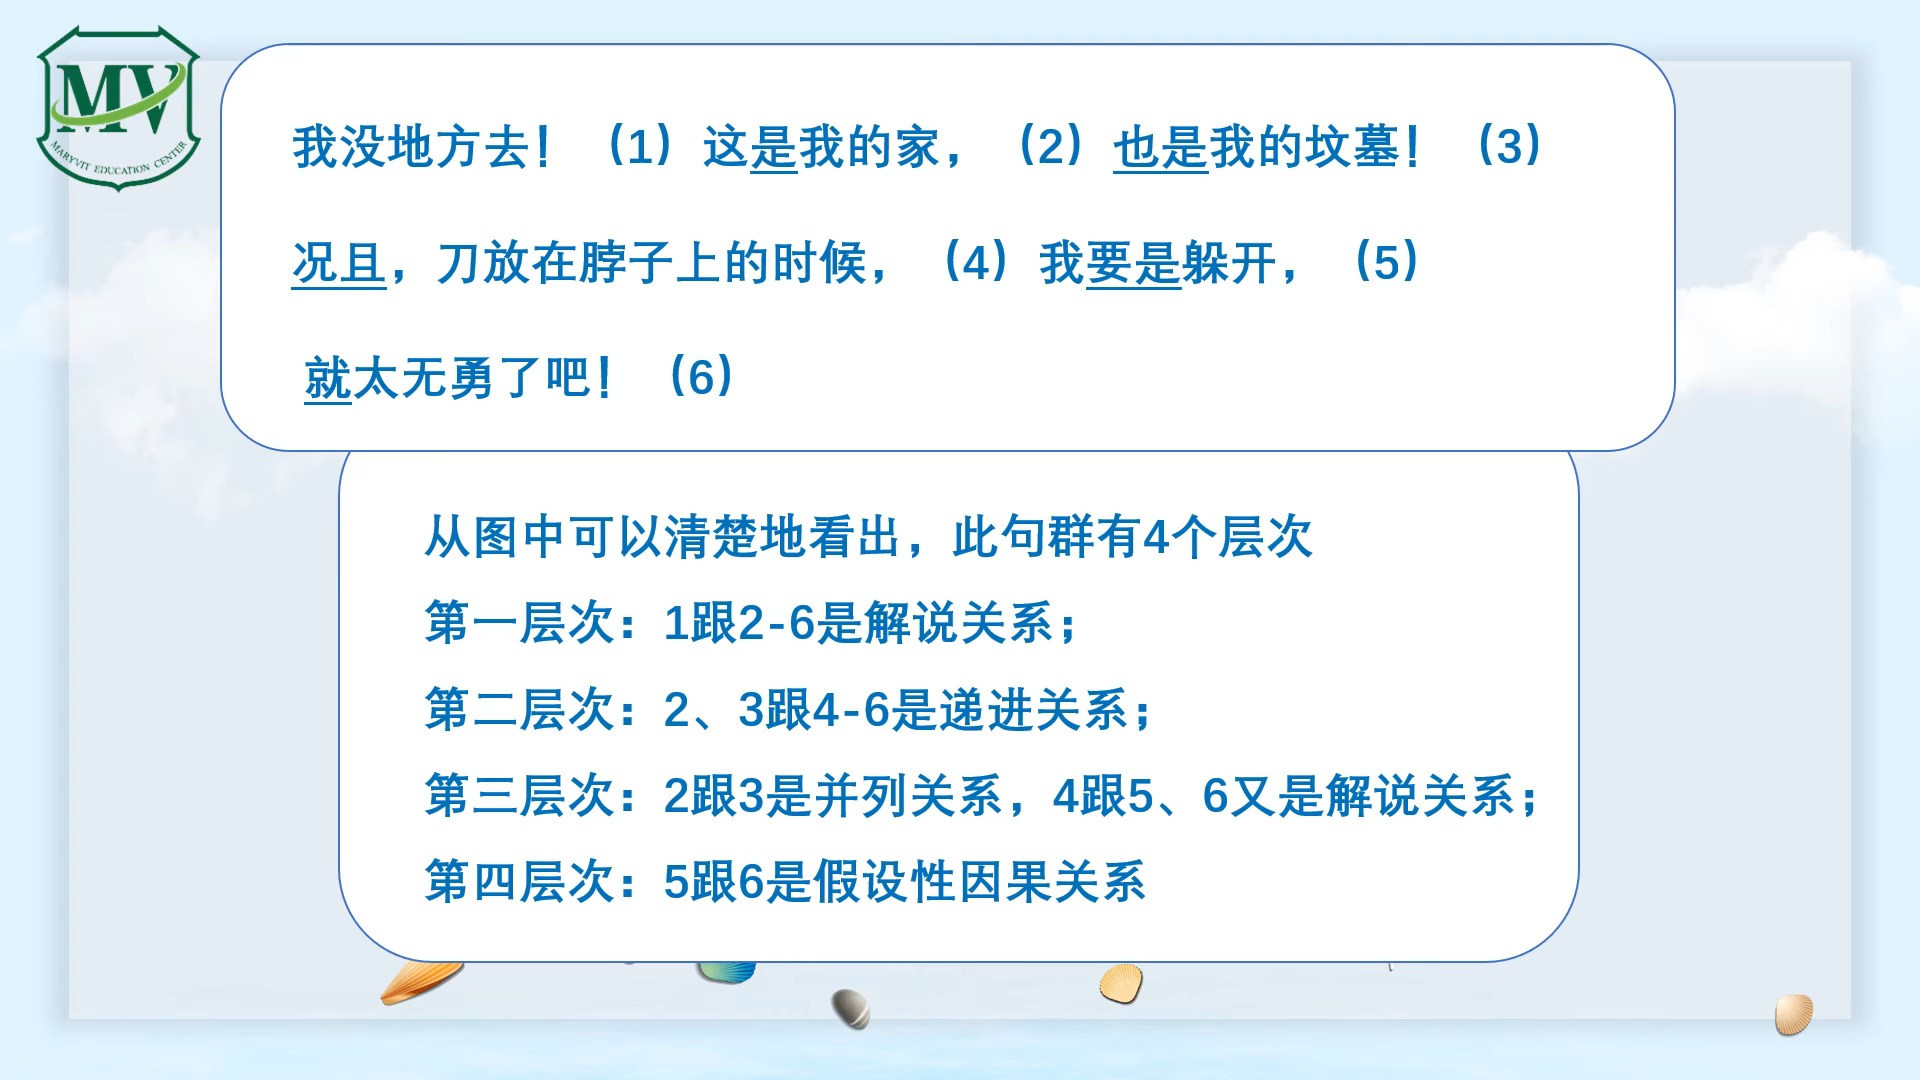 MV
MARYVIT EDUCATION CENTER
我没地方去！（1）这是我的家，（2）也是我的坟墓！（3）
况且，刀放在脖子上的时候，（4）我要是躲开，（5）
就太无勇了吧！（6）
从图中可以清楚地看出，此句群有4个层次
第一层次：1跟2-6是解说关系；
第二层次：2、3跟4-6是递进关系；
第三层次：2跟3是并列关系，4跟5、6又是解说关系；
第四层次：5跟6是假设性因果关系